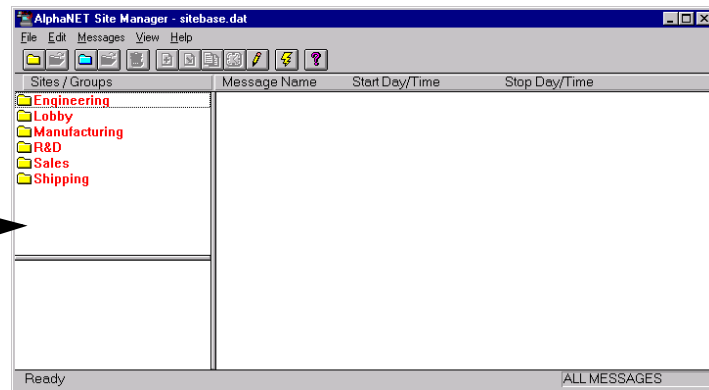 AlphaNET Site Manager - sitebase.dat
File Edit Messages View Help
Sites / Groups Message Name Start Day/Time Stop Day/Time
Engineering
Lobby
Manufacturing
R&D
Sales
Shipping
Ready ALL MESSAGES